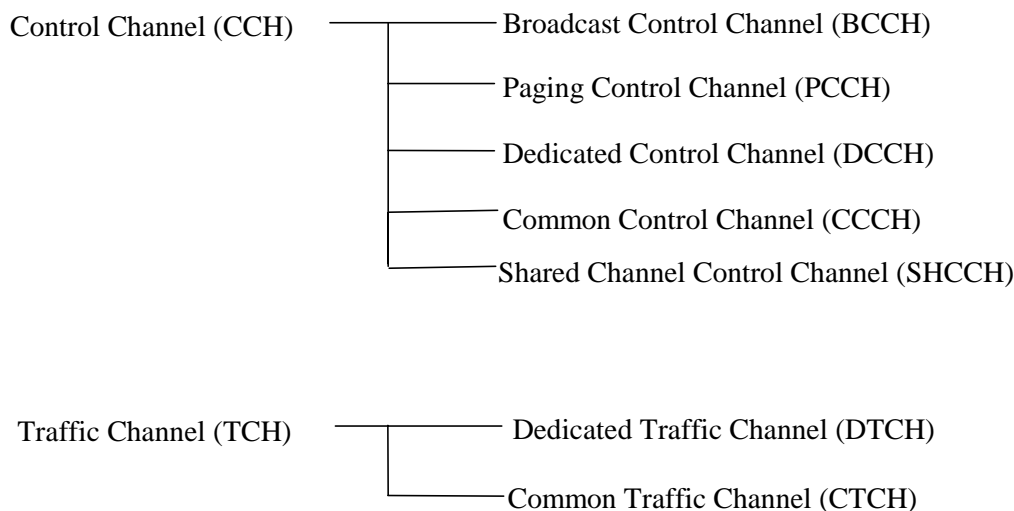 Control Channel (CCH)
Broadcast Control Channel (BCCH)
Paging Control Channel (PCCH)
Dedicated Control Channel (DCCH)
Common Control Channel (CCCH)
Shared Channel Control Channel (SHCCH)
Traffic Channel (TCH)
Dedicated Traffic Channel (DTCH)
Common Traffic Channel (CTCH)